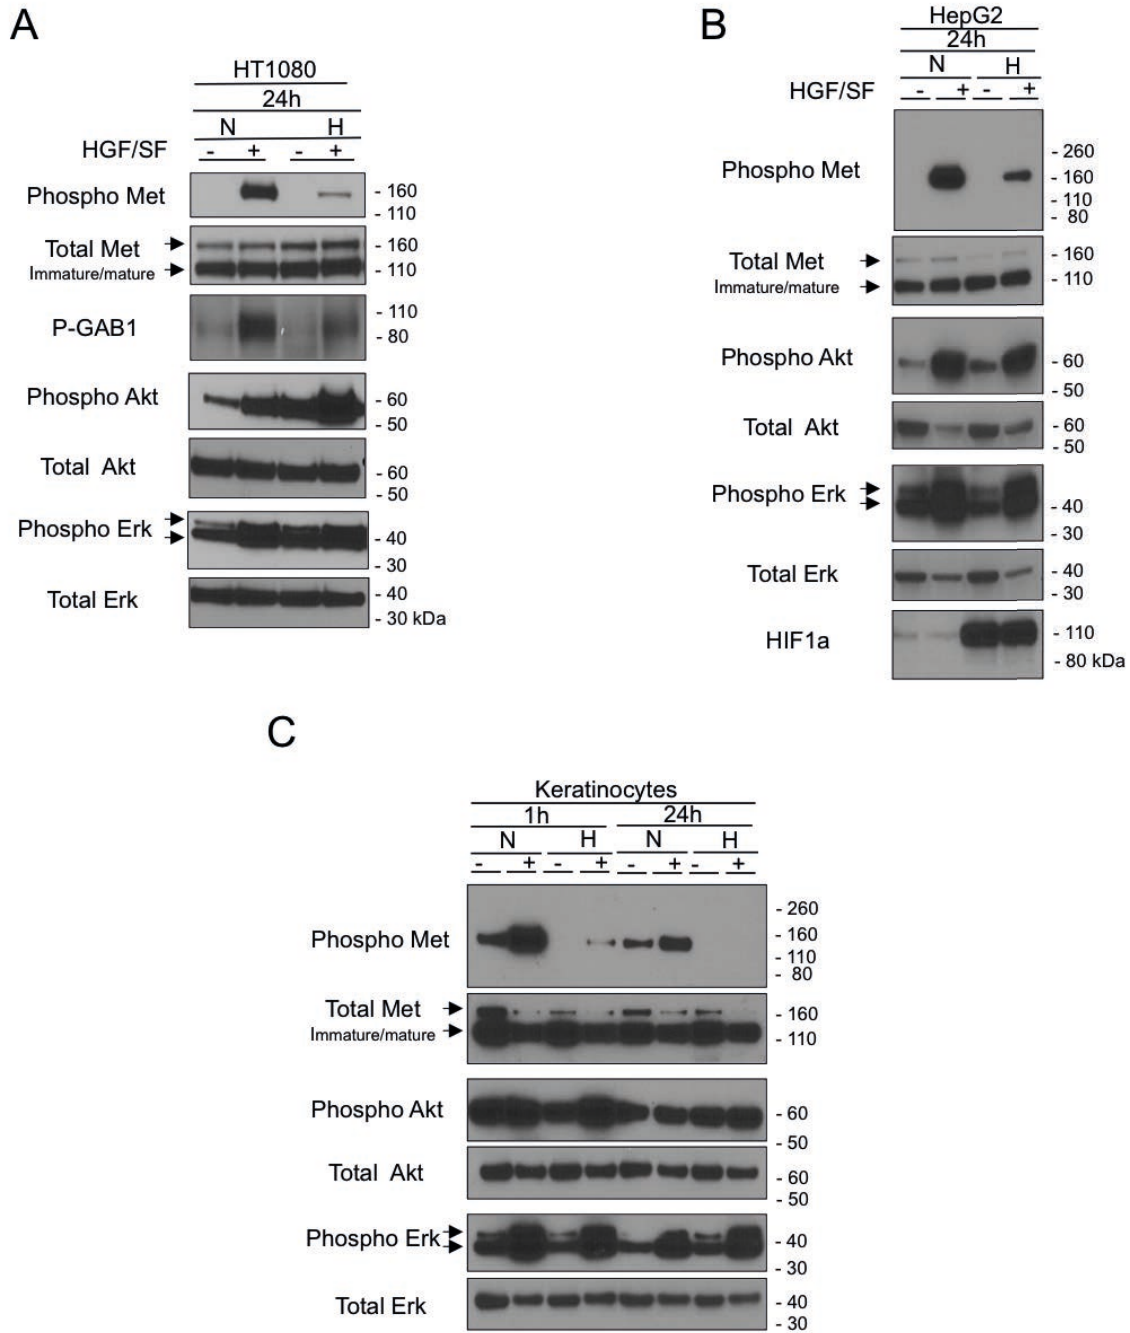 A
HT1080
24h
N H
HGF/SF - + - +
Phospho Met - 160
- 110
Total Met - 160
Immature/mature - 110
P-GAB1 - 110
- 80
Phospho Akt - 60
- 50
Total Akt - 60
- 50
Phospho Erk - 40
- 30
Total Erk - 40
- 30 kDa
B
HepG2
24h
N H
HGF/SF - + - +
Phospho Met - 260
- 160
- 110
- 80
Total Met - 160
Immature/mature - 110
Phospho Akt - 60
- 50
Total Akt - 60
- 50
Phospho Erk - 40
- 30
Total Erk - 40
- 30
HIF1a - 110
- 80 kDa
C
Keratinocytes
1h 24h
N H N H
- + - + - + - +
Phospho Met - 260
- 160
- 110
- 80
Total Met - 160
Immature/mature - 110
Phospho Akt - 60
- 50
Total Akt - 60
- 50
Phospho Erk - 40
- 30
Total Erk - 40
- 30